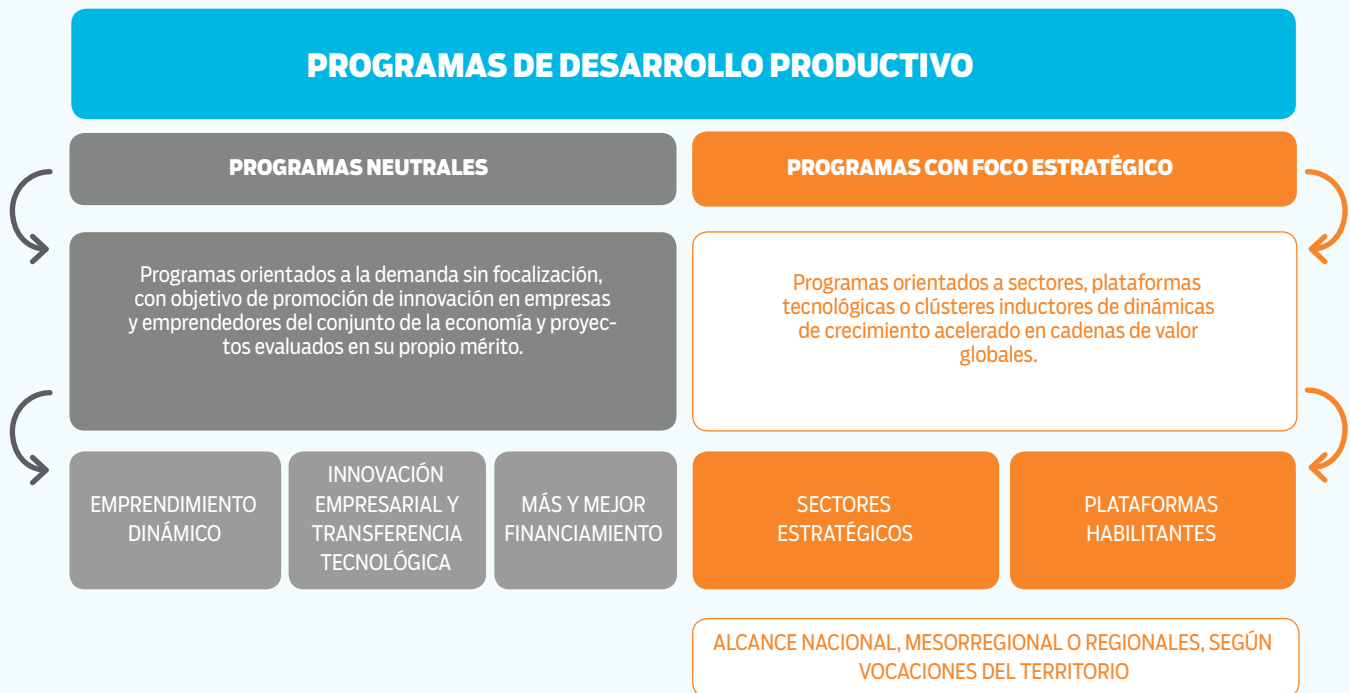 PROGRAMAS DE DESARROLLO PRODUCTIVO
PROGRAMAS NEUTRALES
Programas orientados a la demanda sin focalización,
con objetivo de promoción de innovación en empresas
y emprendedores del conjunto de la economía y proyec-
tos evaluados en su propio mérito.
EMPRENDIMIENTO
DINÁMICO
INNOVACIÓN
EMPRESARIAL Y
TRANSFERENCIA
TECNOLÓGICA
MÁS Y MEJOR
FINANCIAMIENTO
PROGRAMAS CON FOCO ESTRATÉGICO
Programas orientados a sectores, plataformas
tecnológicas o clústeres inductores de dinámicas
de crecimiento acelerado en cadenas de valor
globales.
SECTORES
ESTRATÉGICOS
PLATAFORMAS
HABILITANTES
ALCANCE NACIONAL, MESORREGIONAL O REGIONALES, SEGÚN
VOCACIONES DEL TERRITORIO